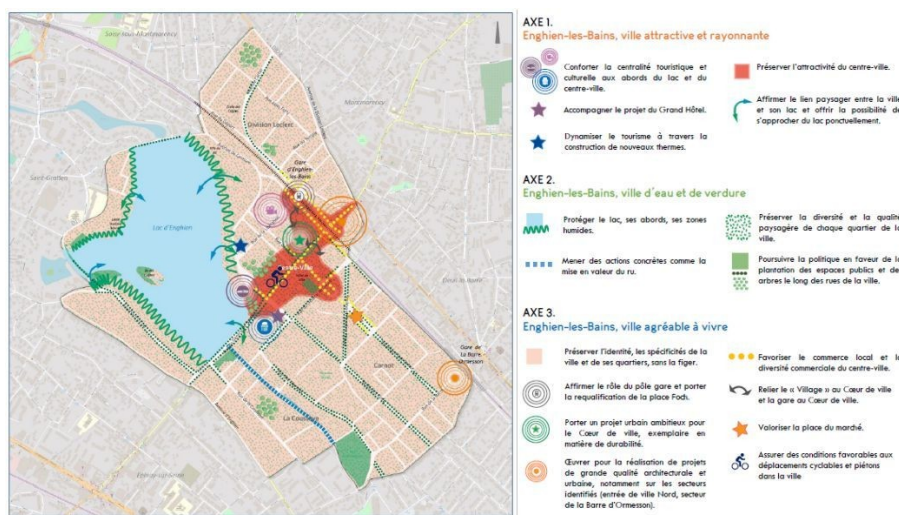 Saint-Gratien
Division Leclerc
Gare
d'Enghien
les Bains
Lac d'Enghien
Gare de
La Barre
Ormesson
Carnot
La Coussaye
AXE 1.
Enghien-les-Bains, ville attractive et rayonnante
Conforter la centralité touristique et
culturelle aux abords du lac et du
centre-ville.
Accompagner le projet du Grand Hôtel.
Dynamiser le tourisme à travers la
construction de nouveaux thermes.
Préserver l'attractivité du centre-ville.
Affirmer le lien paysager entre la ville
et son lac et offrir la possibilité de
s'approcher du lac ponctuellement.
AXE 2.
Enghien-les-Bains, ville d'eau et de verdure
Protéger le lac, ses abords, ses zones
humides.
Mener des actions concrètes comme la
mise en valeur du ru.
Préserver la diversité et la qualité
paysagère de chaque quartier de la
ville.
Poursuivre la politique en faveur de la
plantation des espaces publics et des
arbres le long des rues de la ville.
AXE 3.
Enghien-les-Bains, ville agréable à vivre
Préserver l'identité, les spécificités de la
ville et de ses quartiers, sans la figer.
Affirmer le rôle du pôle gare et porter
la requalification de la place Foch.
Porter un projet urbain ambitieux pour
le Cœur de ville, exemplaire en
matière de durabilité.
Œuvrer pour la réalisation de projets
de grande qualité architecturale et
urbaine, notamment sur les secteurs
identifiés (entrée de ville Nord, secteur
de la Barre d'Ormesson).
Favoriser le commerce local et la
diversité commerciale du centre-ville.
Relier le « Village » au Cœur de ville
et la gare au Cœur de ville.
Valoriser la place du marché.
Assurer des conditions favorables aux
déplacements cyclables et piétons
dans la ville